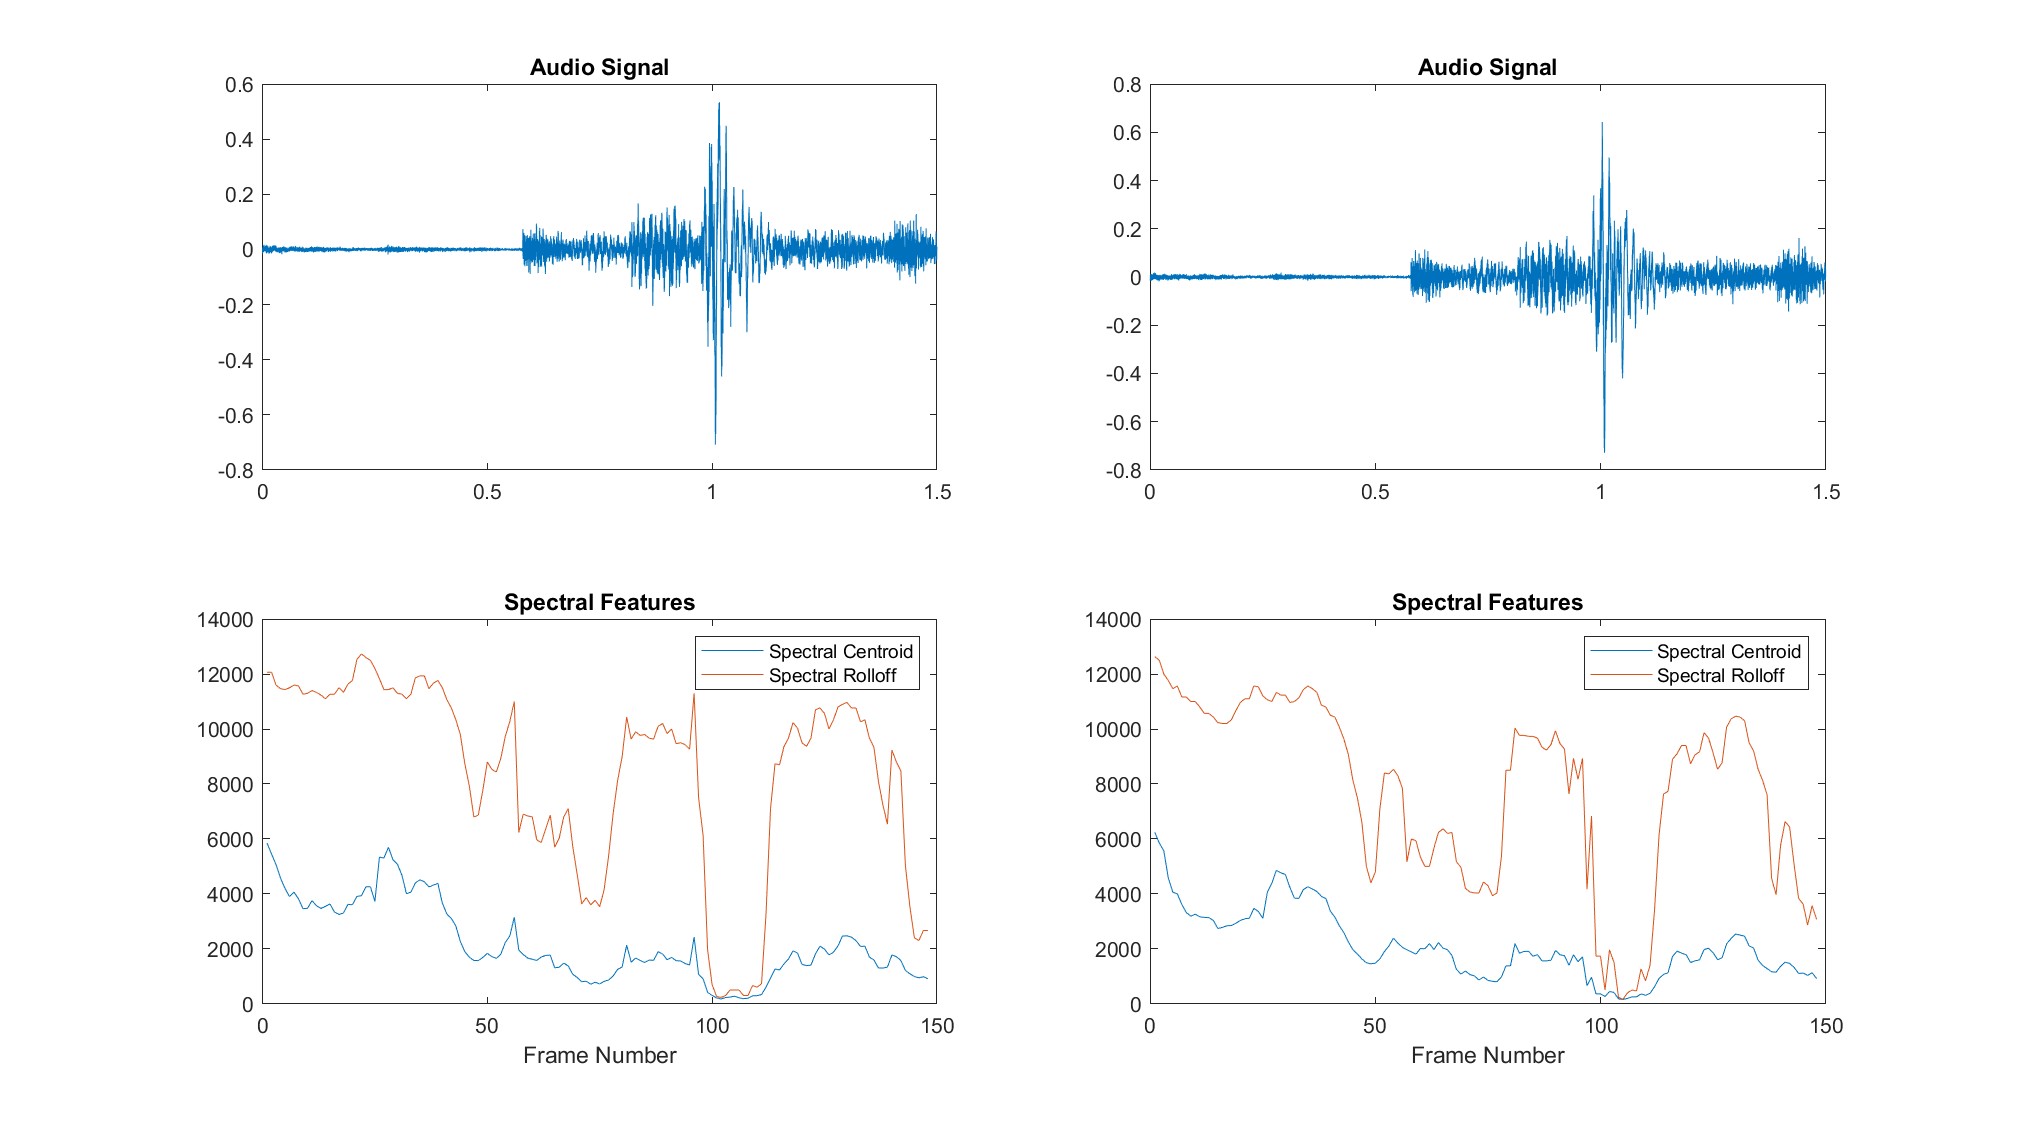 Audio Signal
0.6
0.4
0.2
0
-0.2
-0.4
-0.6
-0.8
0 0.5 1 1.5
Audio Signal
0.8
0.6
0.4
0.2
0
-0.2
-0.4
-0.6
-0.8
0 0.5 1 1.5
Spectral Features
14000
12000
10000
8000
6000
4000
2000
0
Spectral Centroid
Spectral Rolloff
0 50 100 150
Frame Number
Spectral Features
14000
12000
10000
8000
6000
4000
2000
0
Spectral Centroid
Spectral Rolloff
0 50 100 150
Frame Number